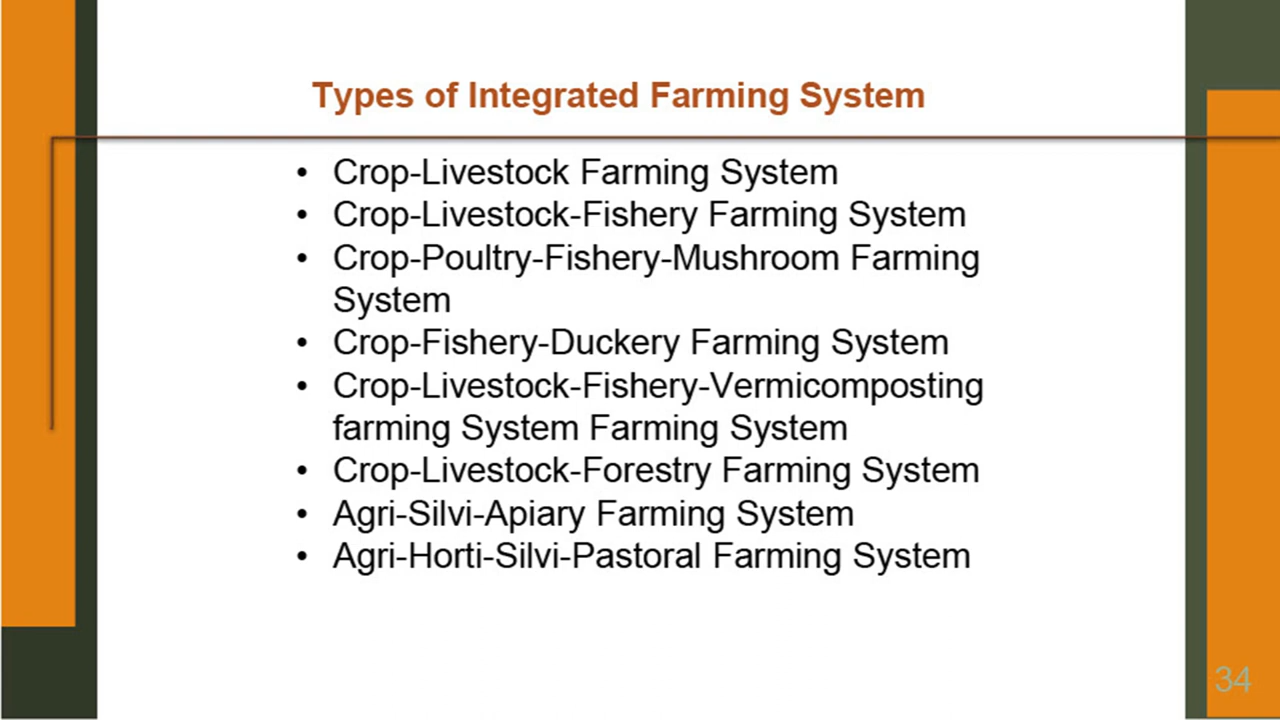 Types of Integrated Farming System
• Crop-Livestock Farming System
• Crop-Livestock-Fishery Farming System
• Crop-Poultry-Fishery-Mushroom Farming
System
• Crop-Fishery-Duckery Farming System
• Crop-Livestock-Fishery-Vermicomposting
farming System Farming System
• Crop-Livestock-Forestry Farming System
• Agri-Silvi-Apiary Farming System
• Agri-Horti-Silvi-Pastoral Farming System
34